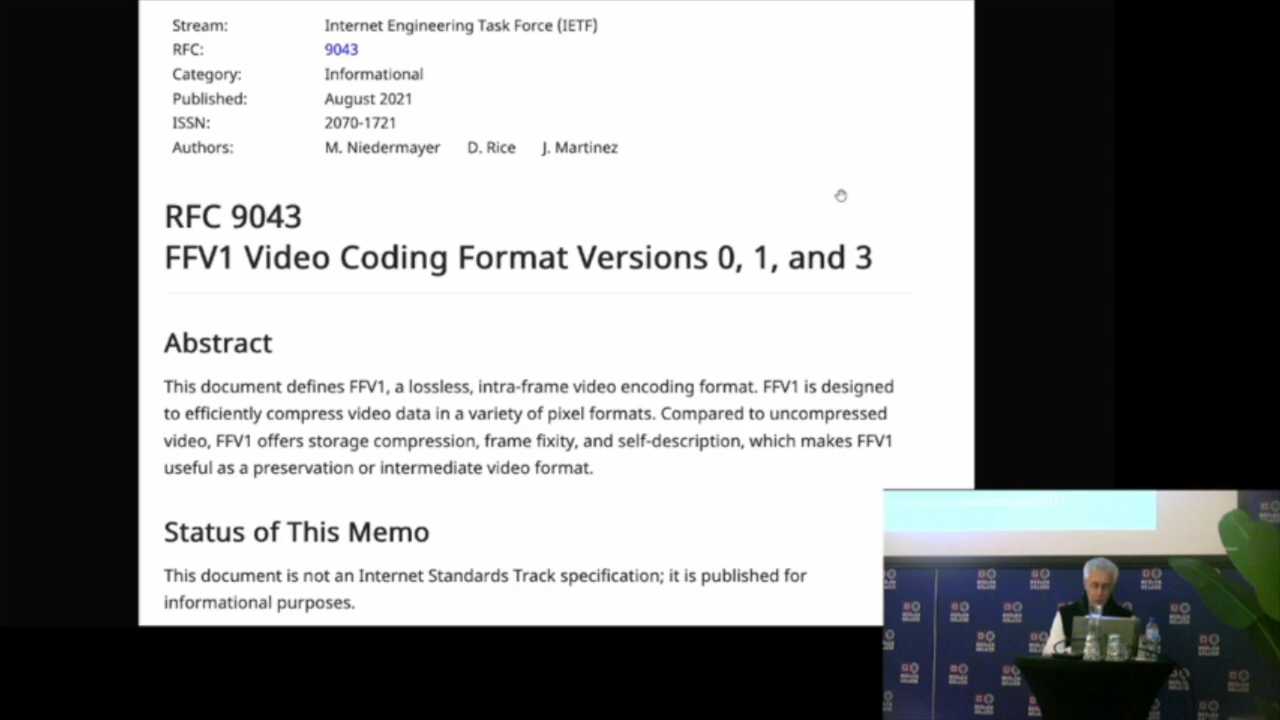 Stream: Internet Engineering Task Force (IETF)
RFC: 9043
Category: Informational
Published: August 2021
ISSN: 2070-1721
Authors: M. Niedermayer D. Rice J. Martinez
RFC 9043
FFV1 Video Coding Format Versions 0, 1, and 3
Abstract
This document defines FFV1, a lossless, intra-frame video encoding format. FFV1 is designed
to efficiently compress video data in a variety of pixel formats. Compared to uncompressed
video, FFV1 offers storage compression, frame fixity, and self-description, which makes FFV1
useful as a preservation or intermediate video format.
Status of This Memo
This document is not an Internet Standards Track specification; it is published for
informational purposes.